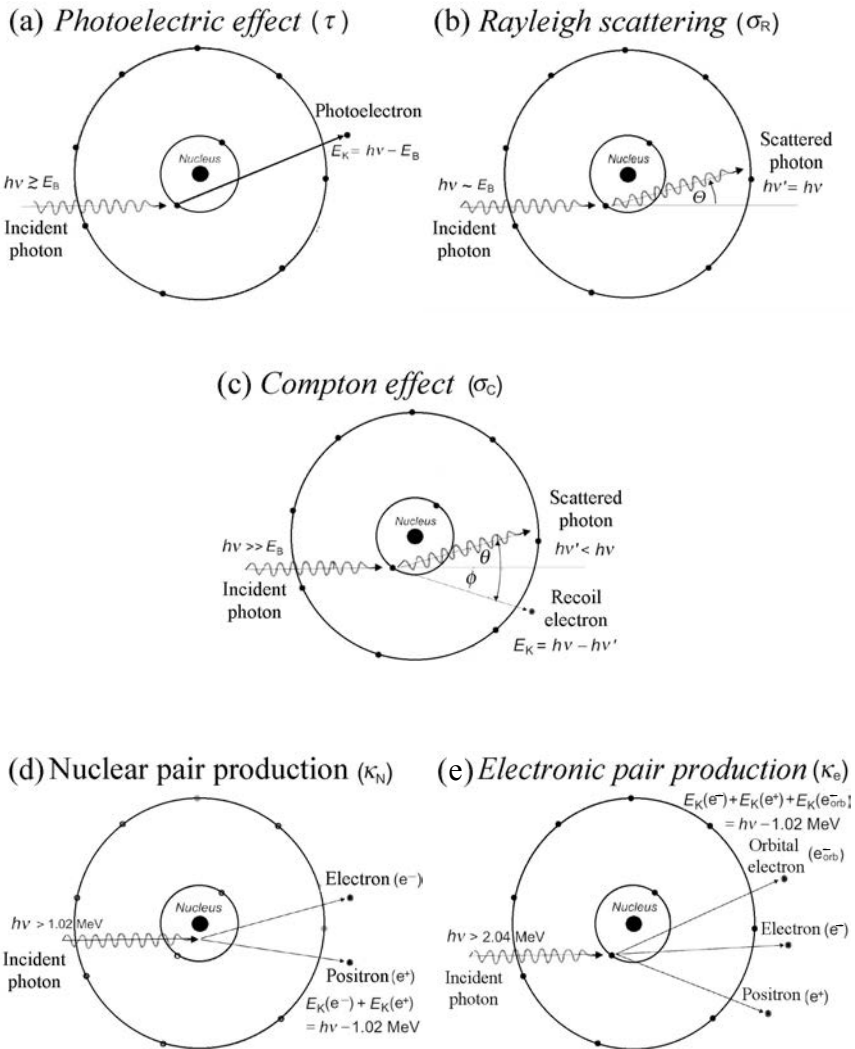 (a) Photoelectric effect (τ)
Photoelectron
E_K = hν − E_B
Nucleus
hν ≳ E_B
Incident
photon
(b) Rayleigh scattering (σ_R)
Scattered
photon
hν′ = hν
Nucleus
hν ~ E_B
Θ
Incident
photon
(c) Compton effect (σ_C)
Scattered
photon
hν′ < hν
Nucleus
hν >> E_B
θ
ϕ
Incident
photon
Recoil
electron
E_K = hν − hν′
(d) Nuclear pair production (κ_N)
Electron (e⁻)
Nucleus
hν > 1.02 MeV
Incident
photon
Positron (e⁺)
E_K(e⁻) + E_K(e⁺)
= hν − 1.02 MeV
(e) Electronic pair production (κ_e)
E_K(e⁻) + E_K(e⁺) + E_K(e⁻_orb)
= hν − 1.02 MeV
Orbital
electron (e⁻_orb)
Nucleus
hν > 2.04 MeV
Electron (e⁻)
Incident
photon
Positron (e⁺)